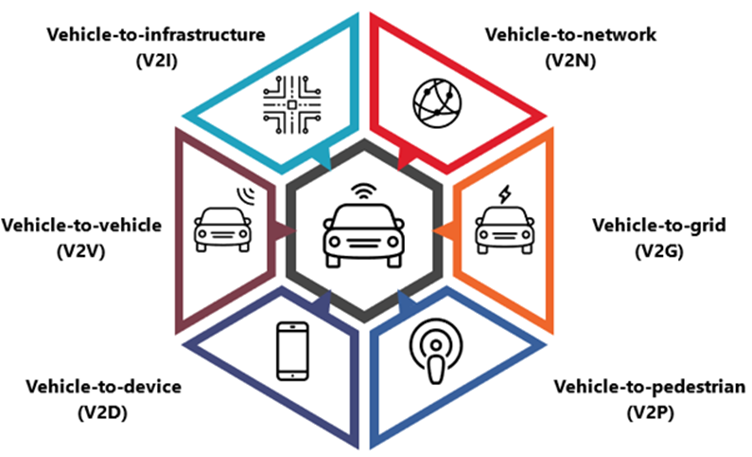 Vehicle-to-infrastructure
(V2I)
Vehicle-to-network
(V2N)
Vehicle-to-vehicle
(V2V)
Vehicle-to-grid
(V2G)
Vehicle-to-device
(V2D)
Vehicle-to-pedestrian
(V2P)